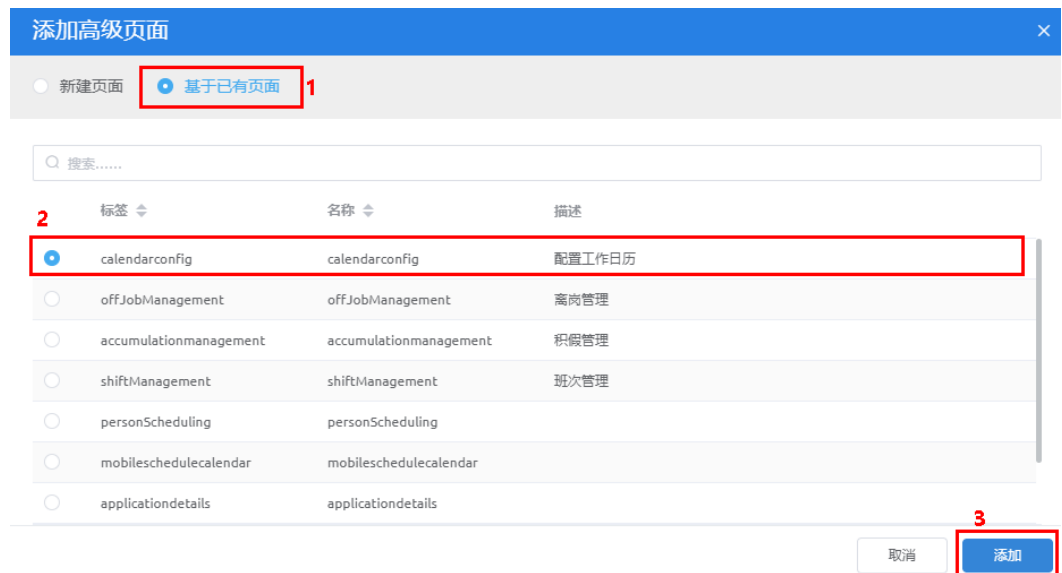 添加高级页面
新建页面 基于已有页面 1
搜索......
2 标签 名称 描述
calendarconfig calendarconfig 配置工作日历
offJobManagement offJobManagement 离岗管理
accumulationmanagement accumulationmanagement 积假管理
shiftManagement shiftManagement 班次管理
personScheduling personScheduling
mobileschedulecalendar mobileschedulecalendar
applicationdetails applicationdetails
3
取消 添加